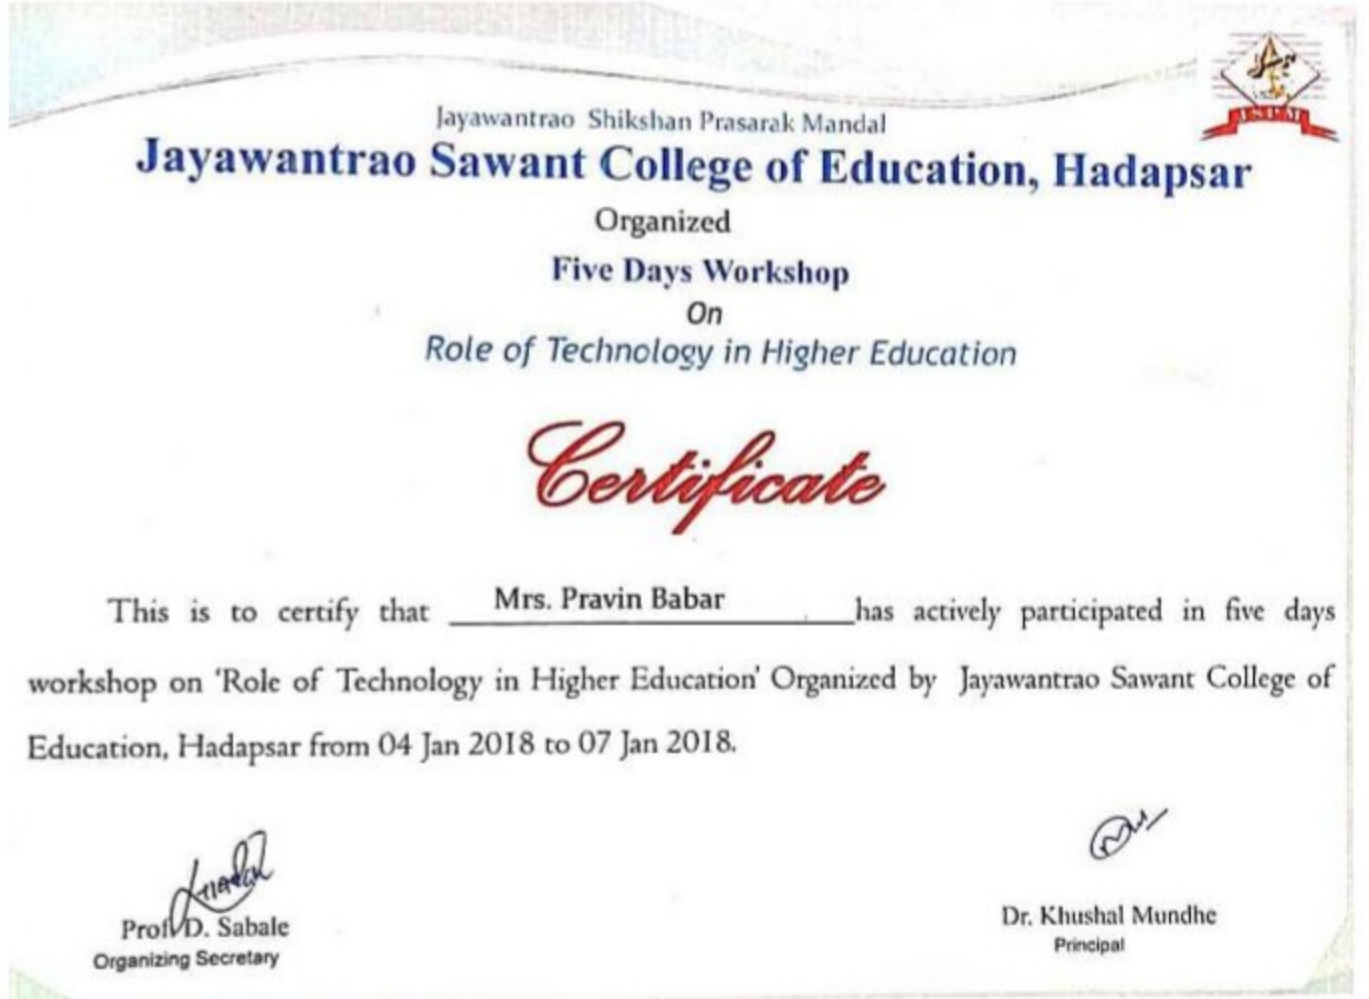 JSPM
Jayawantrao Shikshan Prasarak Mandal
Jayawantrao Sawant College of Education, Hadapsar
Organized
Five Days Workshop
On
Role of Technology in Higher Education
Certificate
This is to certify that Mrs. Pravin Babar has actively participated in five days
workshop on 'Role of Technology in Higher Education' Organized by Jayawantrao Sawant College of
Education, Hadapsar from 04 Jan 2018 to 07 Jan 2018.
Prof. D. Sabale
Organizing Secretary
Dr. Khushal Mundhe
Principal